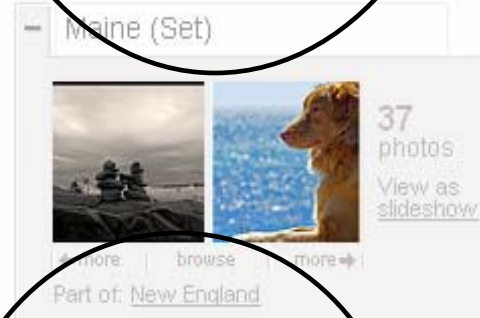 Maine (Set)
37
photos
View as
slideshow
more | browse | more
Part of: New England